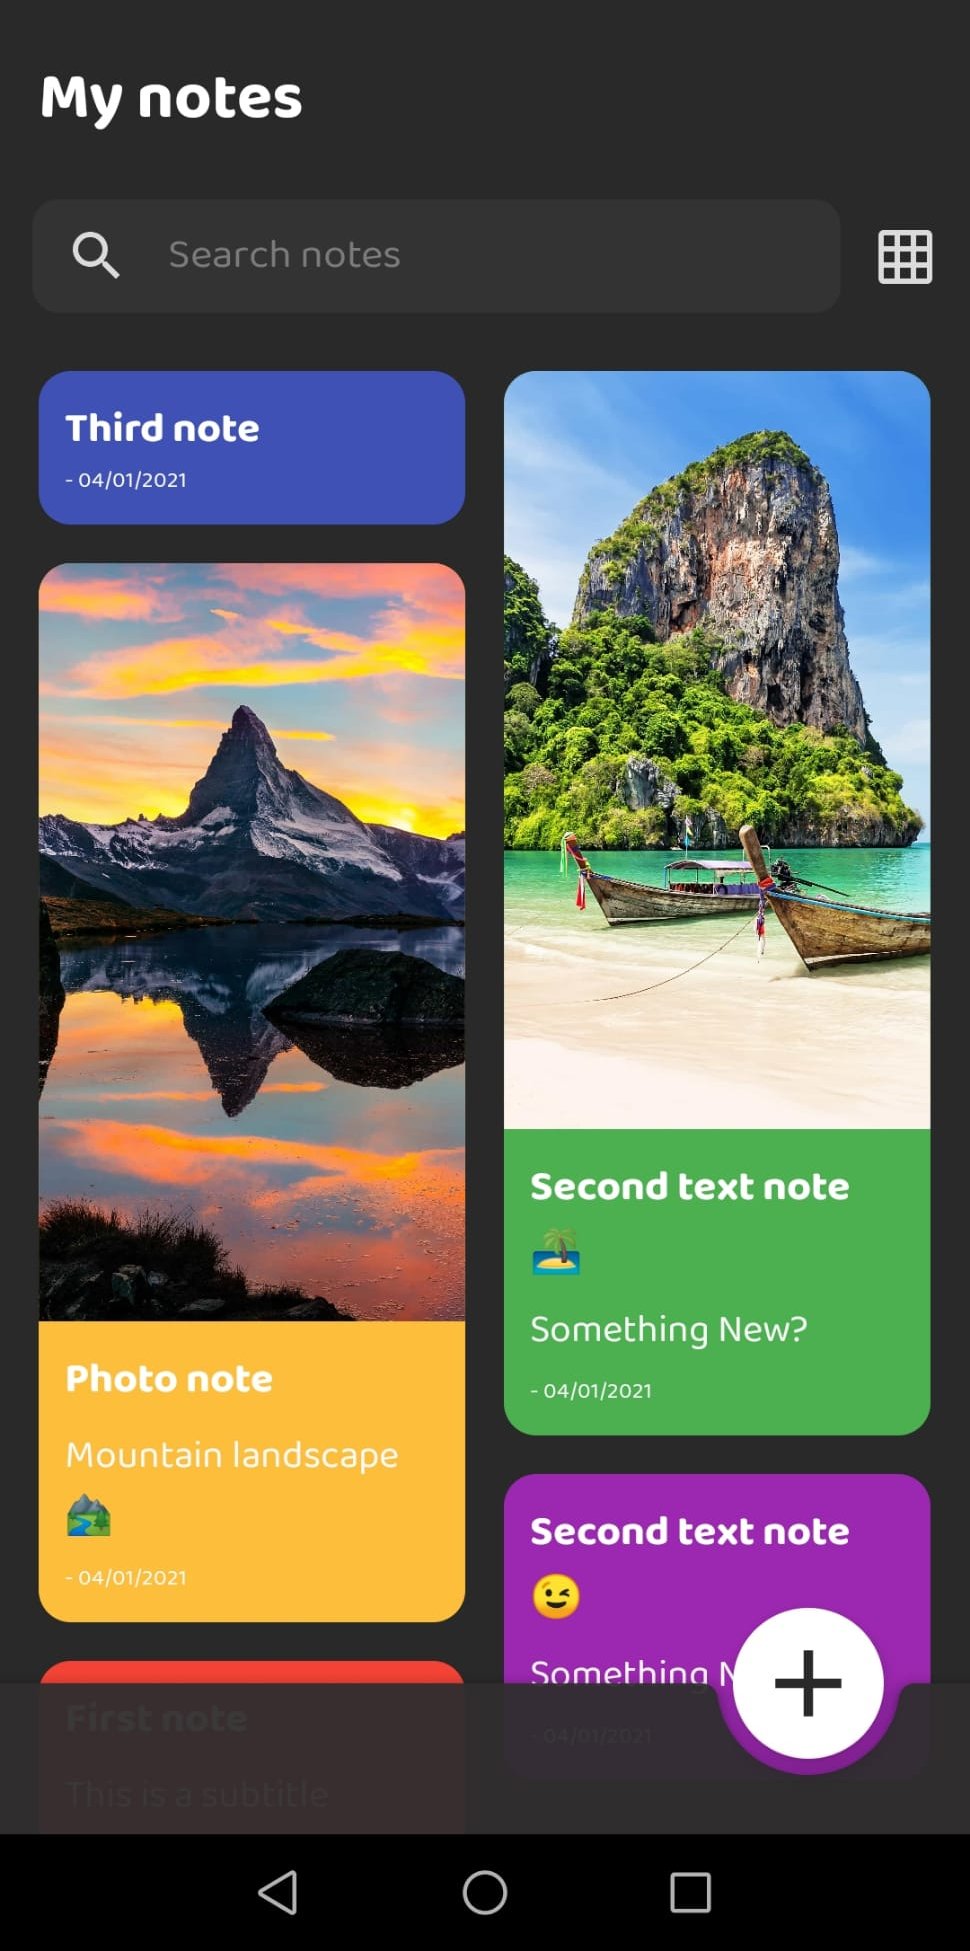 My notes
Search notes
Third note
- 04/01/2021
Photo note
Mountain landscape
🏞️
- 04/01/2021
First note
This is a subtitle
Second text note
🏝️
Something New?
- 04/01/2021
Second text note
😉
Something N
- 04/01/2021